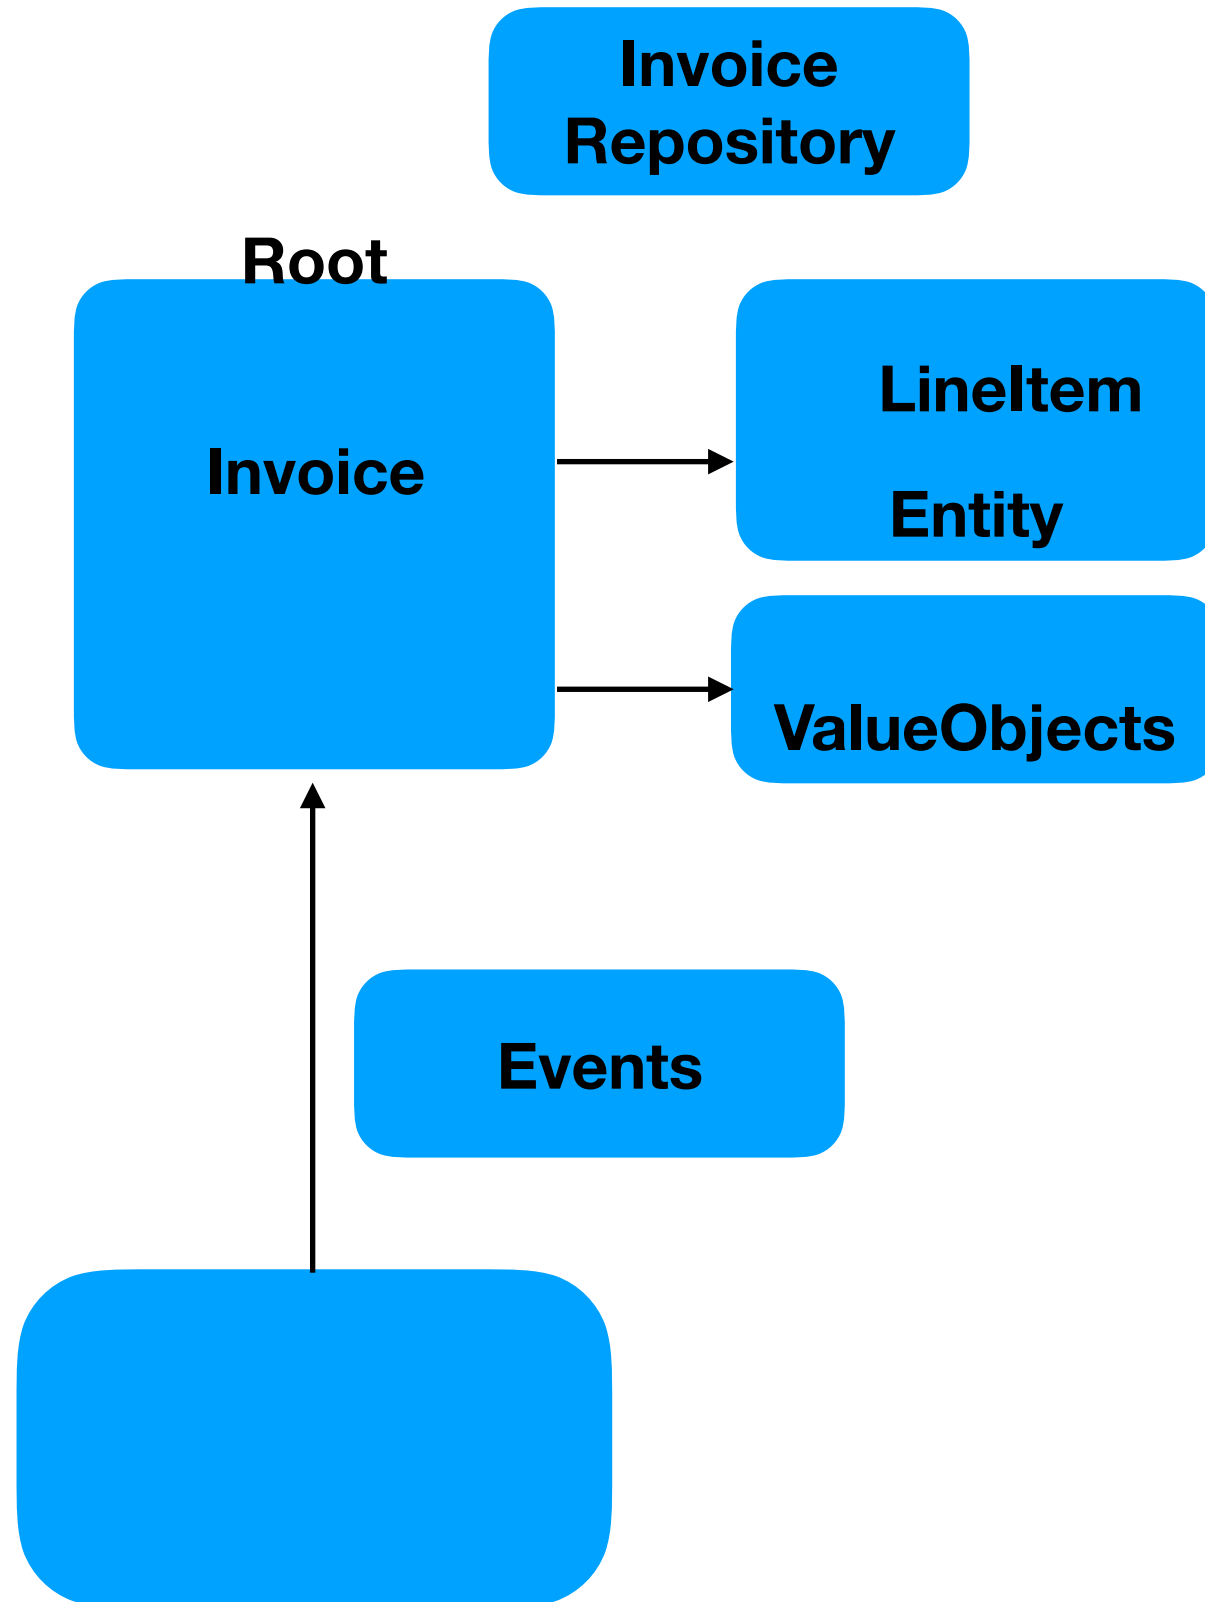 Invoice
Repository
Root
Invoice
LineItem
Entity
ValueObjects
Events